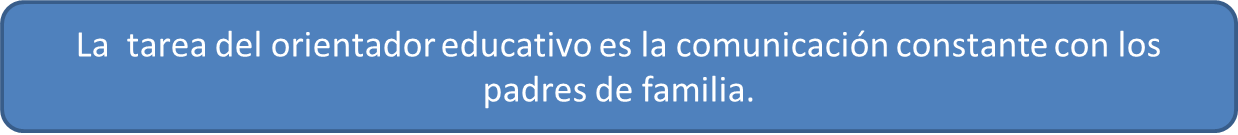 La tarea del orientador educativo es la comunicación constante con los
padres de familia.